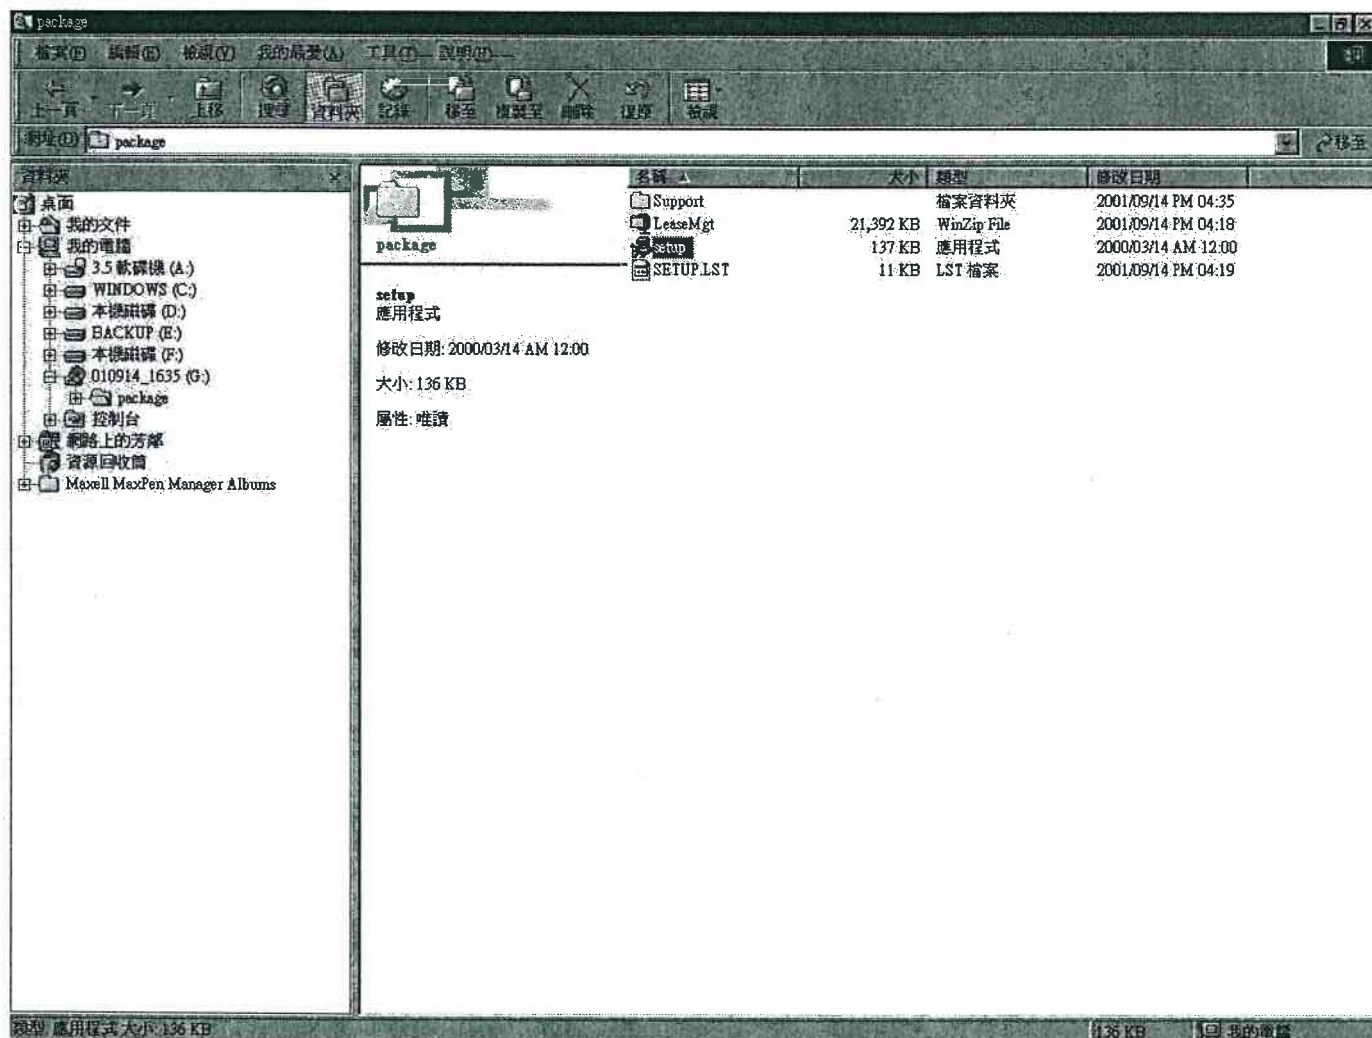 package
檔案(F) 編輯(E) 檢視(V) 我的最愛(A) 工具(T) 說明(H)
上一頁 下一頁 上移 搜尋 資料夾 記錄 移至 複製至 刪除 復原 檢視
網址(D) package 移至
資料夾
桌面
我的文件
我的電腦
3.5 軟碟機 (A:)
WINDOWS (C:)
本機磁碟 (D:)
BACKUP (E:)
本機磁碟 (F:)
010914_1635 (G:)
package
控制台
網路上的芳鄰
資源回收筒
Maxell MaxPen Manager Albums
package
setup
應用程式
修改日期: 2000/03/14 AM 12:00
大小: 136 KB
屬性: 唯讀
名稱 大小 類型 修改日期
Support 檔案資料夾 2001/09/14 PM 04:35
LeaseMgt 21,392 KB WinZip File 2001/09/14 PM 04:18
setup 137 KB 應用程式 2000/03/14 AM 12:00
SETUP.LST 11 KB LST 檔案 2001/09/14 PM 04:19
類型: 應用程式 大小: 136 KB 136 KB 我的電腦